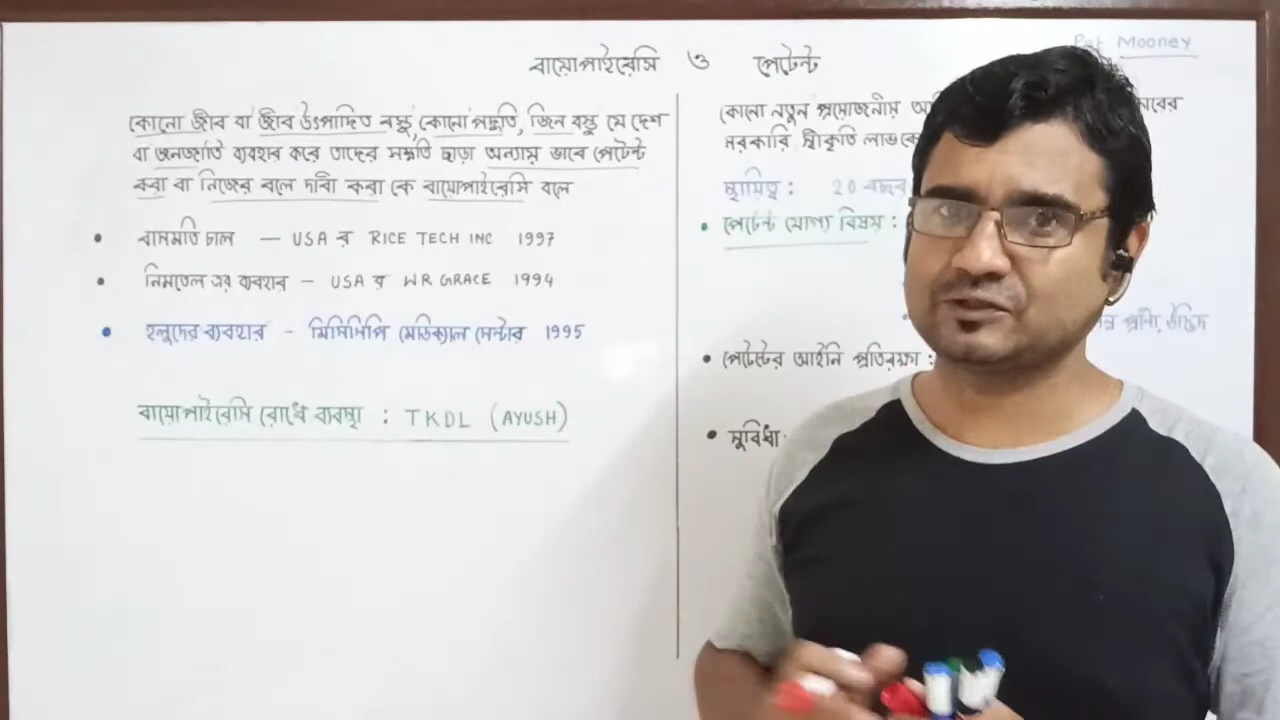 বায়োপাইরেসি ও পেটেন্ট
Mooney
কোনো জীব বা জীব উৎপাদিত বস্তু, কোনো পদ্ধতি, জিন বস্তু যে দেশ
বা জনজাতি ব্যবহার করে তাদের সম্মতি ছাড়া অন্যায় ভাবে পেটেন্ট
করা বা নিজের বলে দাবী করা কে বায়োপাইরেসি বলে
• বাসমতি চাল — USA র RICE TECH INC 1997
• নিমতেল এর ব্যবহার — USA র WR GRACE 1994
• হলুদের ব্যবহার - মিসিসিপি মেডিক্যাল সেন্টার 1995
বায়োপাইরেসি রোধে ব্যবস্থা : TKDL (AYUSH)
কোনো নতুন প্রয়োজনীয়
সরকারি স্বীকৃতি
স্থায়িত্ব : 20 বছর
• পেটেন্ট যোগ্য বিষয় :
প্রানী, উদ্ভিদ
• পেটেন্টের আইনি প্রতিরক্ষা :
• সুবিধা